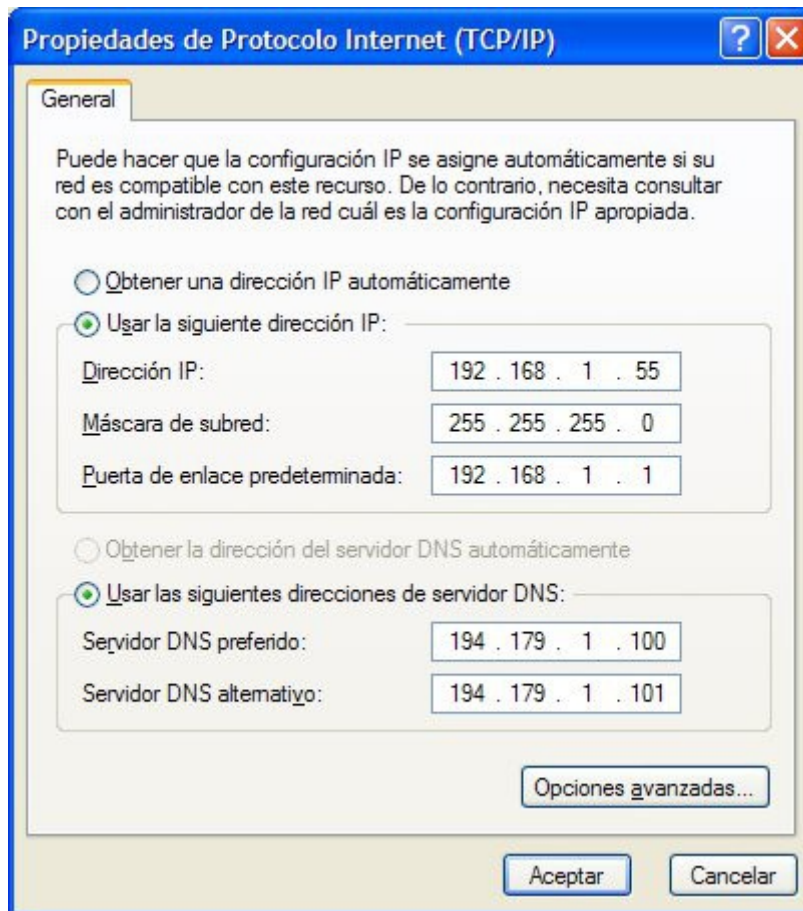 Propiedades de Protocolo Internet (TCP/IP)
General
Puede hacer que la configuración IP se asigne automáticamente si su
red es compatible con este recurso. De lo contrario, necesita consultar
con el administrador de la red cuál es la configuración IP apropiada.
Obtener una dirección IP automáticamente
Usar la siguiente dirección IP:
Dirección IP: 192 . 168 . 1 . 55
Máscara de subred: 255 . 255 . 255 . 0
Puerta de enlace predeterminada: 192 . 168 . 1 . 1
Obtener la dirección del servidor DNS automáticamente
Usar las siguientes direcciones de servidor DNS:
Servidor DNS preferido: 194 . 179 . 1 . 100
Servidor DNS alternativo: 194 . 179 . 1 . 101
Opciones avanzadas...
Aceptar Cancelar